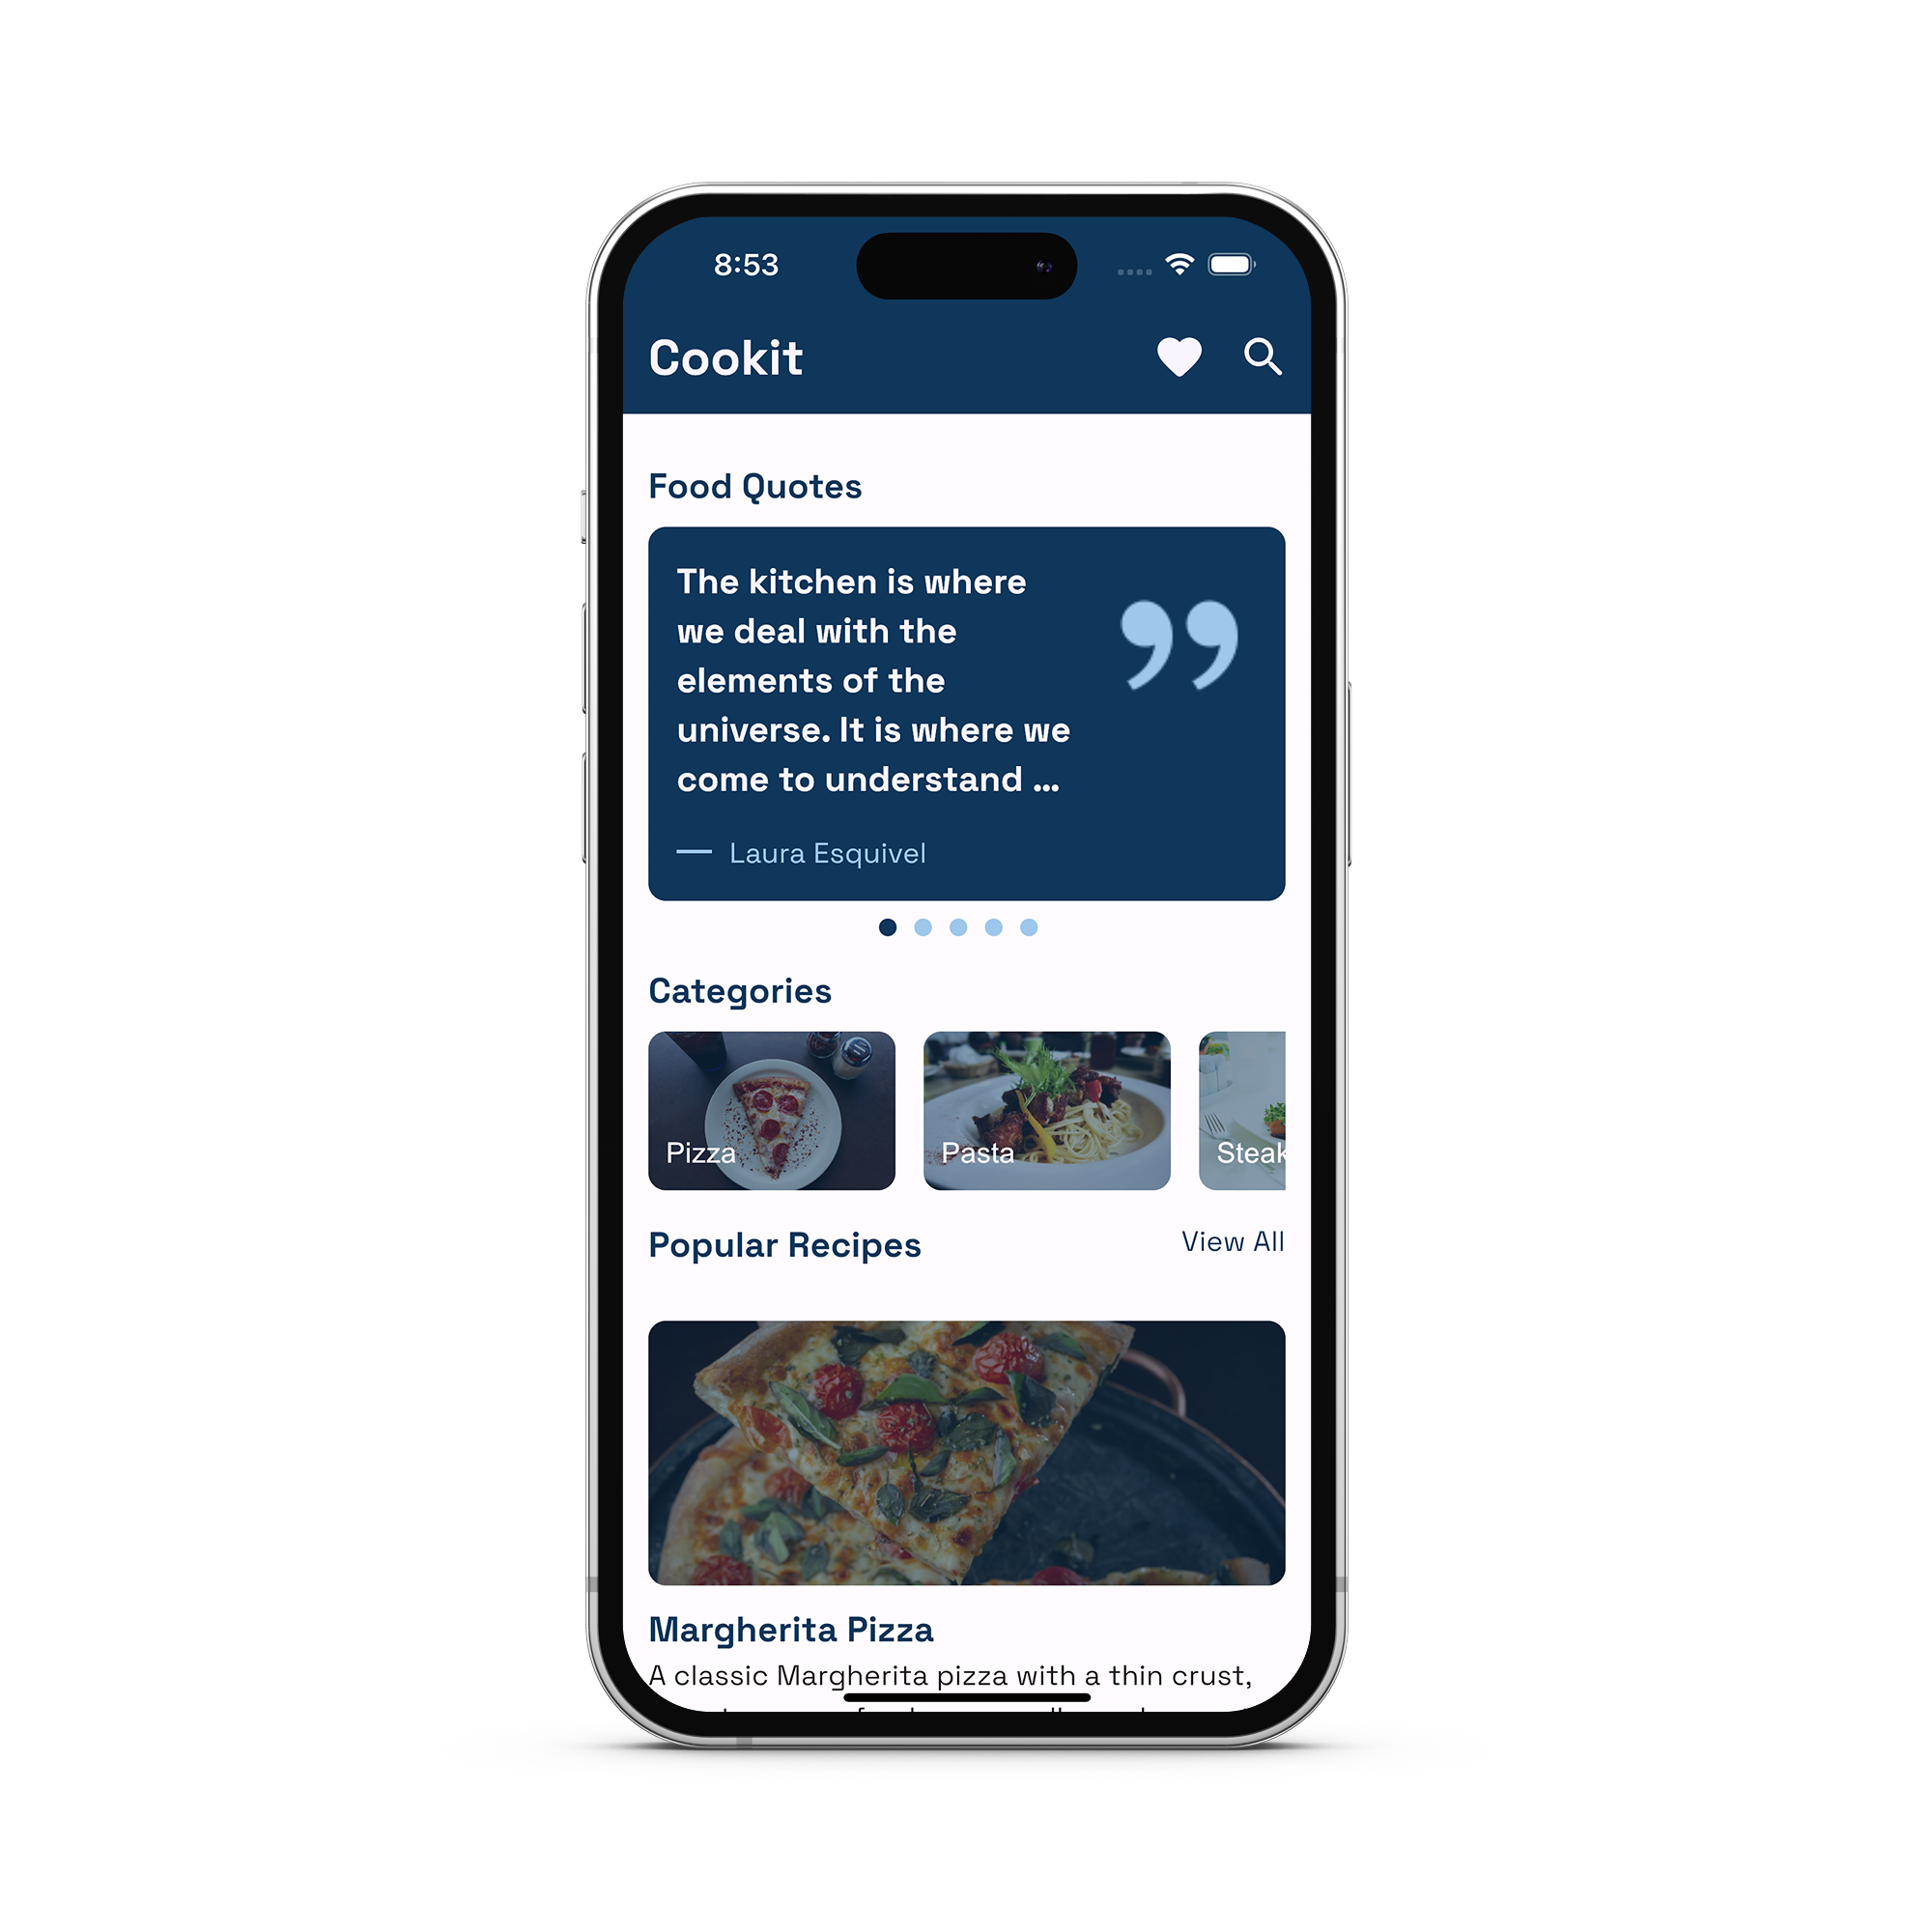 8:53
Cookit
Food Quotes
The kitchen is where
we deal with the
elements of the
universe. It is where we
come to understand ...
— Laura Esquivel
Categories
Pizza
Pasta
Steak
Popular Recipes
View All
Margherita Pizza
A classic Margherita pizza with a thin crust,